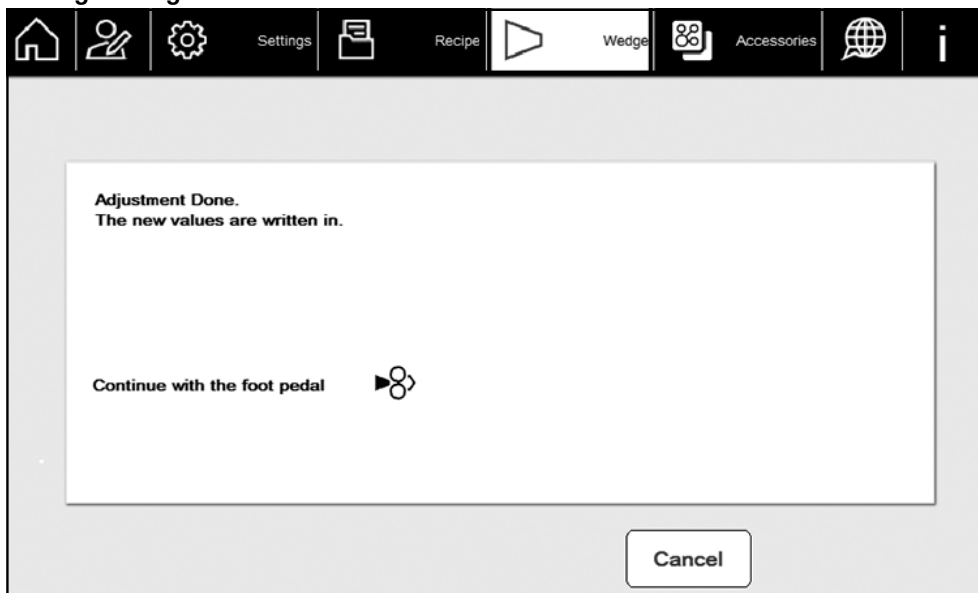 Settings
Recipe
Wedge
Accessories
i
Adjustment Done.
The new values are written in.
Continue with the foot pedal
Cancel